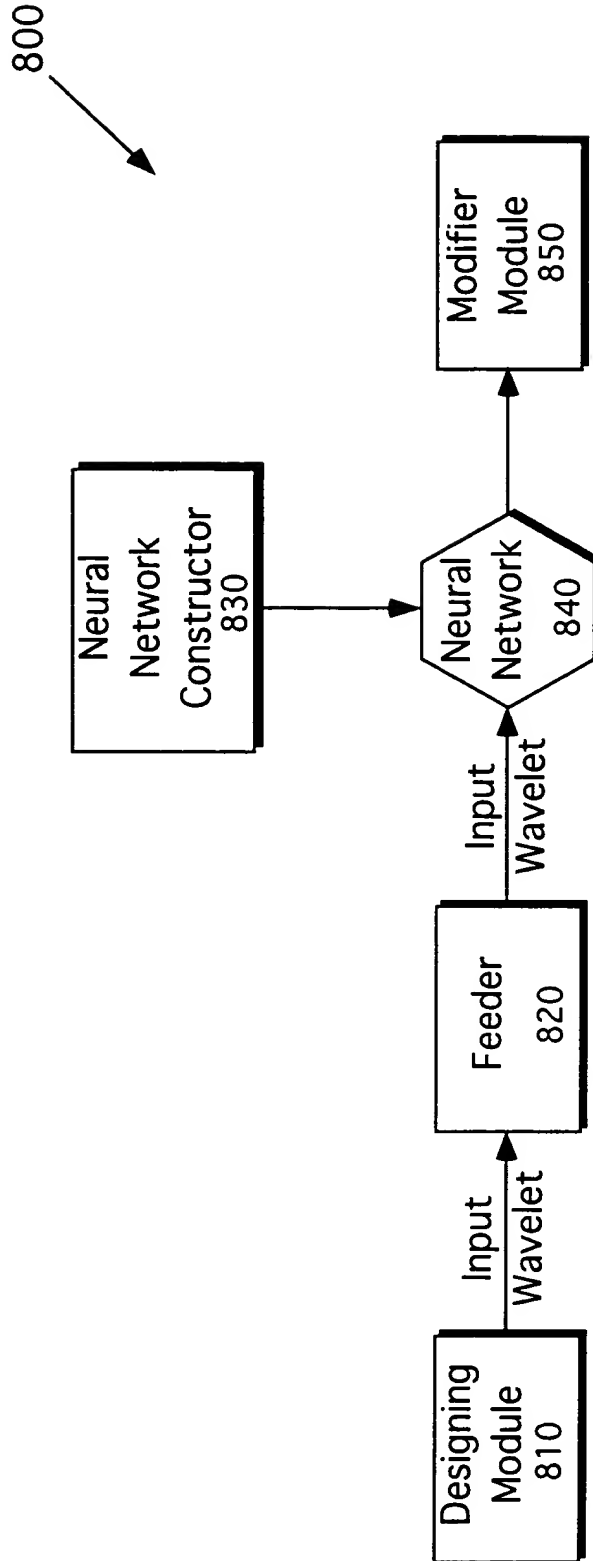 800
Neural
Network
Constructor
830
Designing
Module
810
Input
Wavelet
Feeder
820
Input
Wavelet
Neural
Network
840
Modifier
Module
850